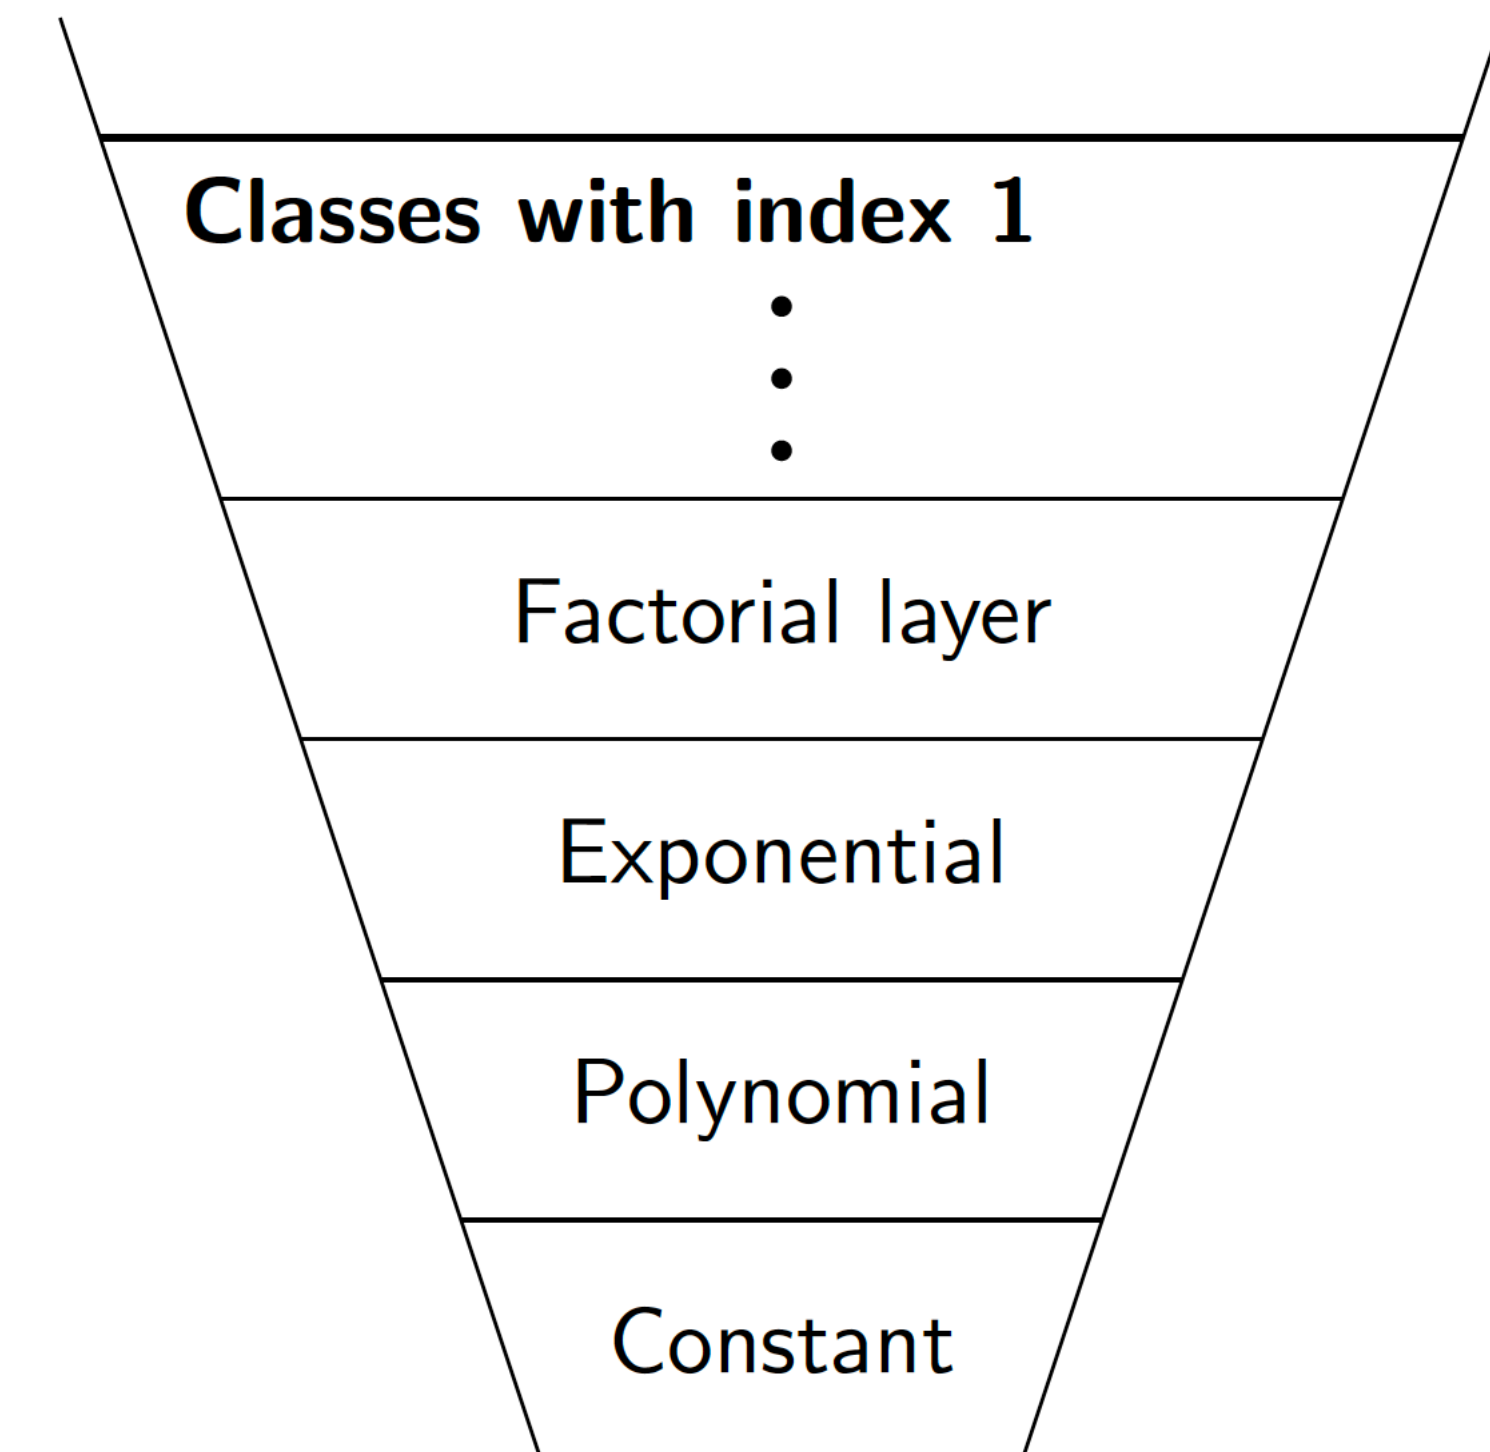 Classes with index 1
Factorial layer
Exponential
Polynomial
Constant